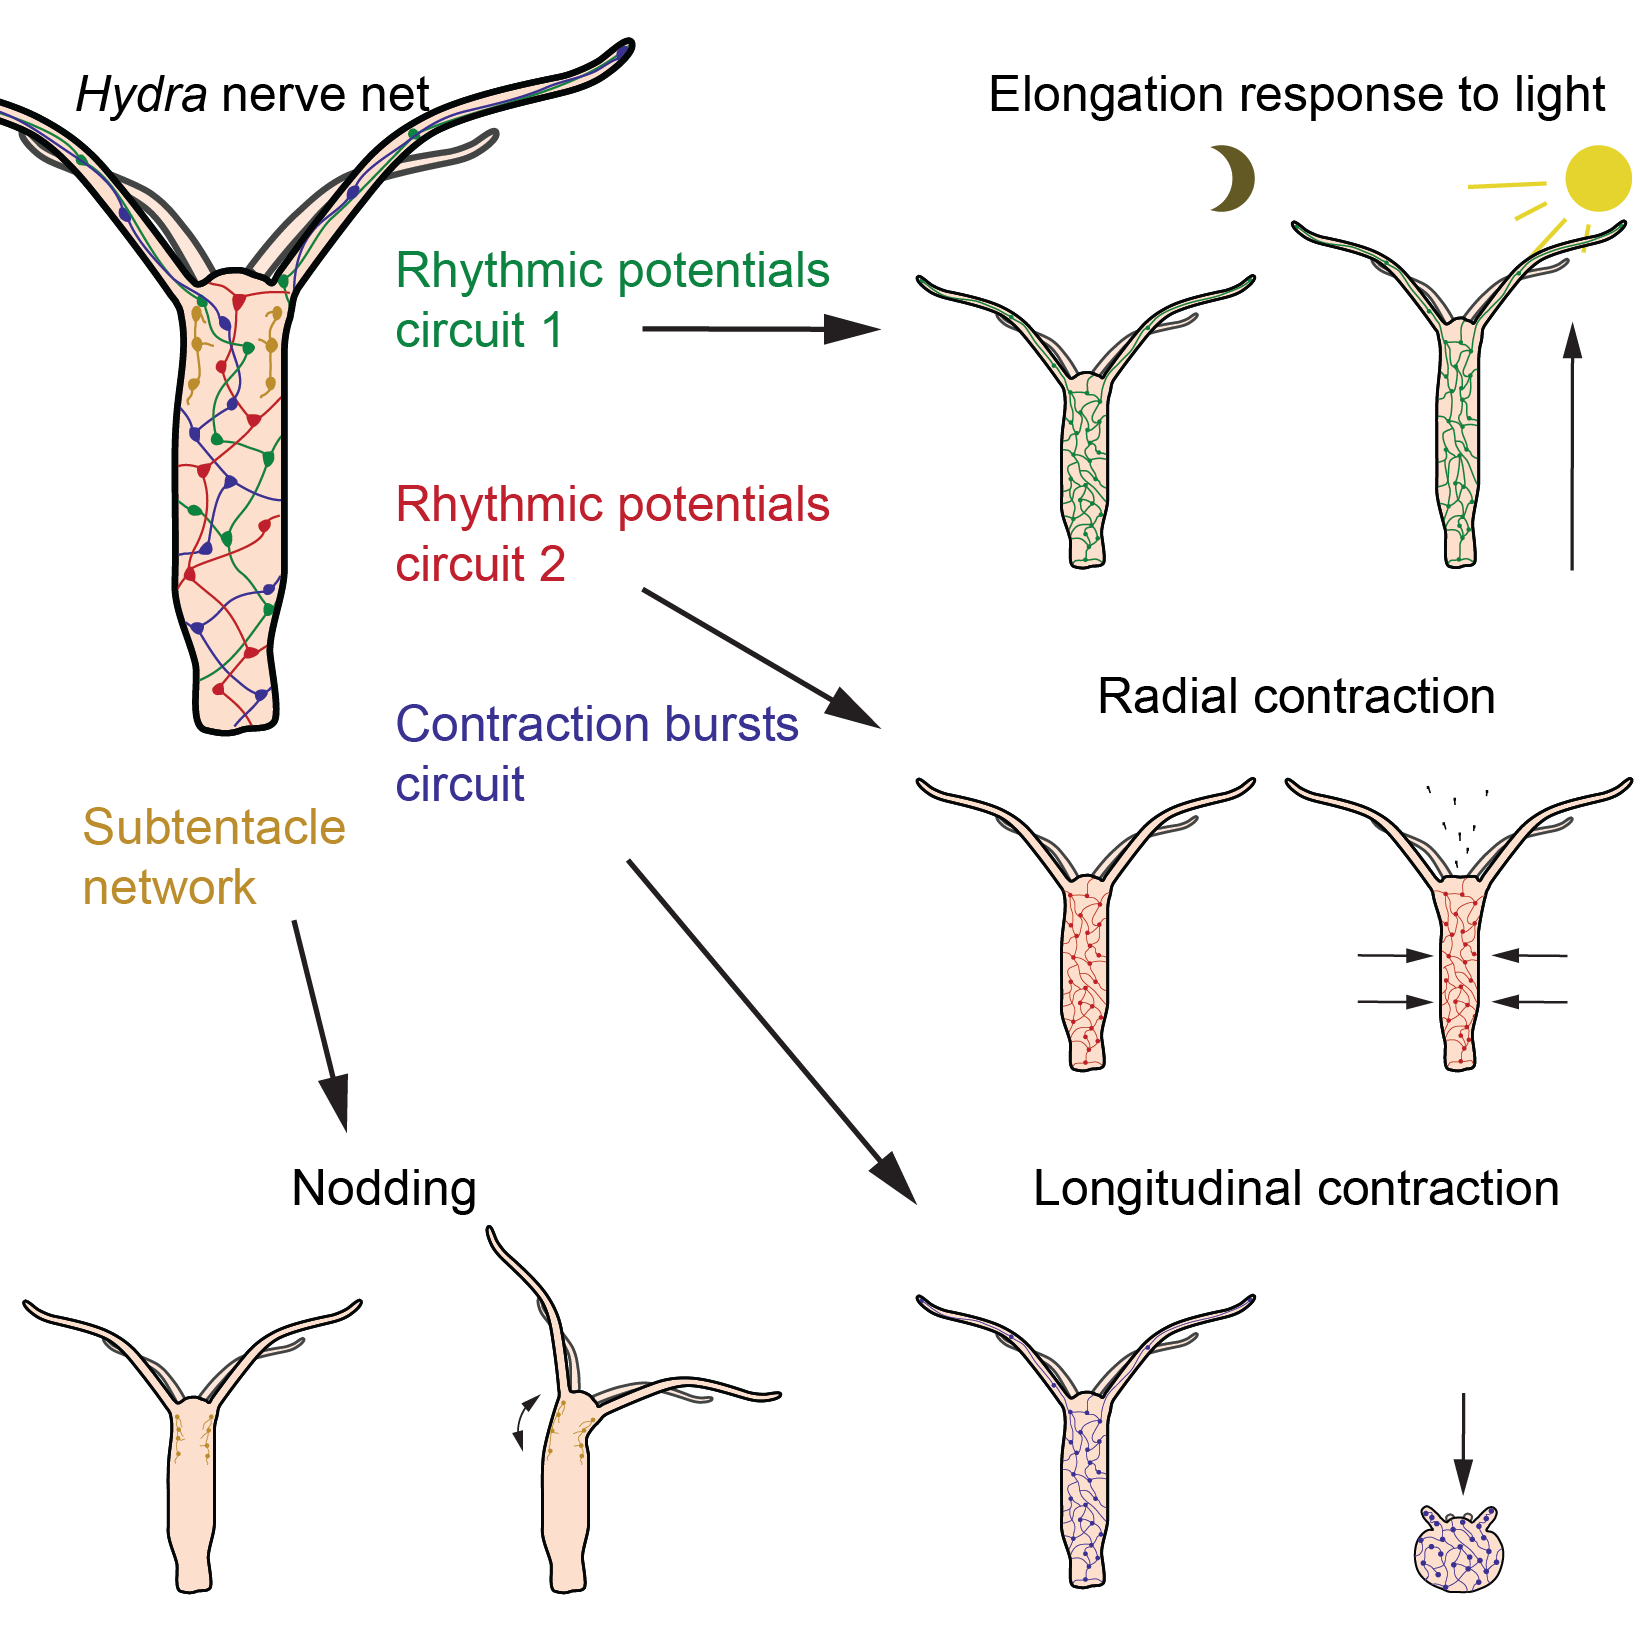 Hydra nerve net
Elongation response to light
Rhythmic potentials
circuit 1
Rhythmic potentials
circuit 2
Radial contraction
Contraction bursts
circuit
Subtentacle
network
Nodding
Longitudinal contraction